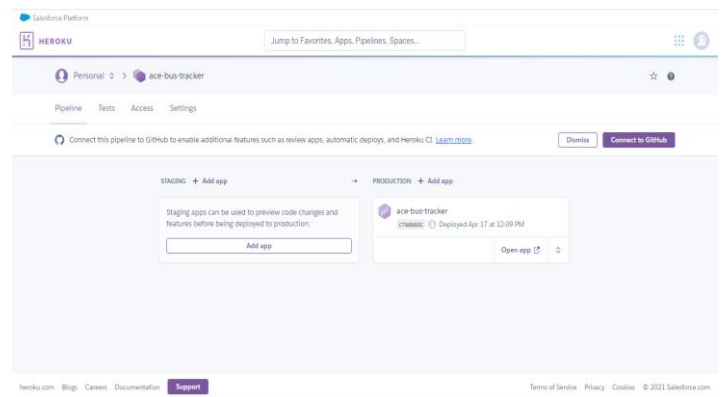 Salesforce Platform
HEROKU
Jump to Favorites, Apps, Pipelines, Spaces...
Personal > ace-bus-tracker
Pipeline Tests Access Settings
Connect this pipeline to GitHub to enable additional features such as review apps, automatic deploys, and Heroku CI. Learn more.
Dismiss Connect to GitHub
STAGING + Add app → PRODUCTION + Add app
Staging apps can be used to preview code changes and
features before being deployed to production.
Add app
ace-bus-tracker
Deployed Apr 17 at 12:09 PM
Open app
heroku.com Blogs Careers Documentation Support
Terms of Service Privacy Cookies © 2021 Salesforce.com